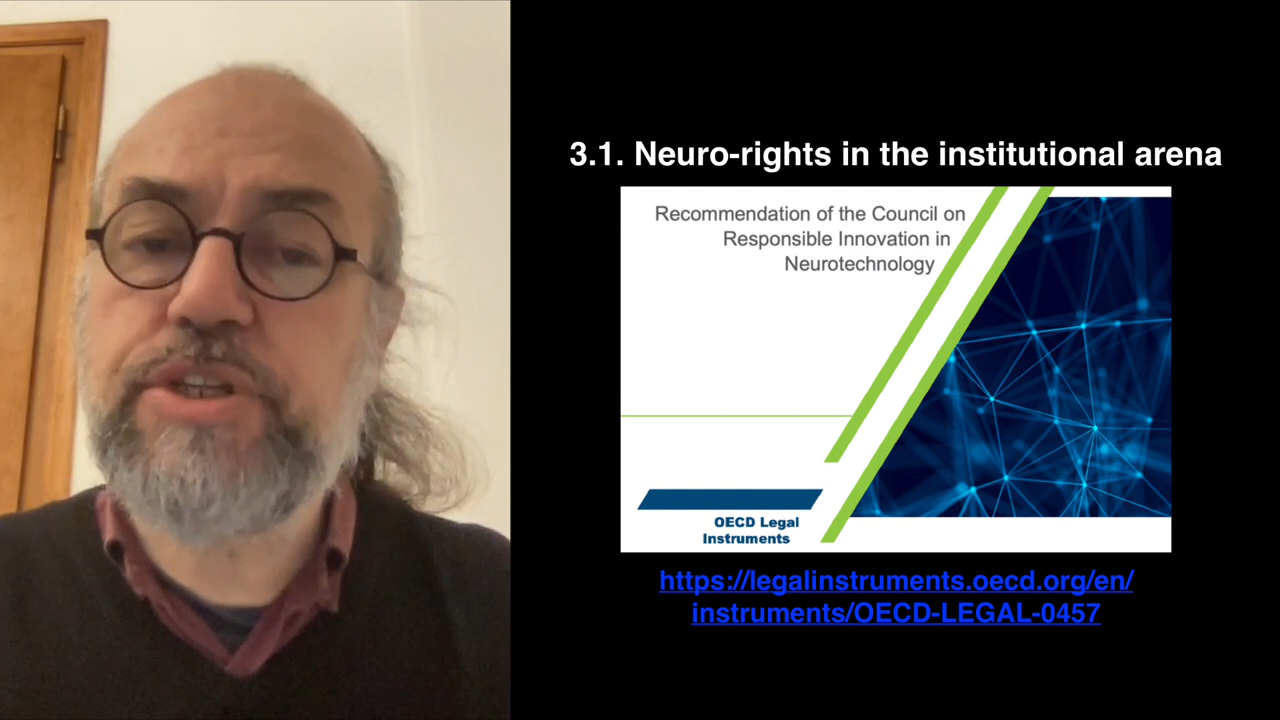 3.1. Neuro-rights in the institutional arena
Recommendation of the Council on
Responsible Innovation in
Neurotechnology
OECD Legal
Instruments
https://legalinstruments.oecd.org/en/
instruments/OECD-LEGAL-0457